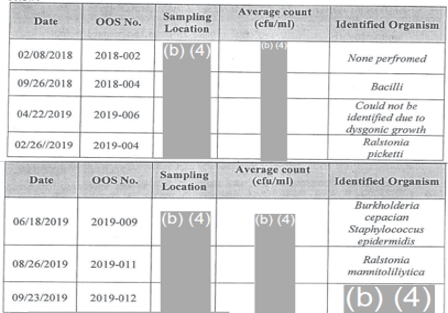 Date OOS No. Sampling Location Average count (cfu/ml) Identified Organism
02/08/2018 2018-002 (b) (4) (b) (4) None perfromed
09/26/2018 2018-004 Bacilli
04/22/2019 2019-006 Could not be identified due to dysgonic growth
02/26//2019 2019-004 Ralstonia picketti
Date OOS No. Sampling Location Average count (cfu/ml) Identified Organism
06/18/2019 2019-009 (b) (4) (b) (4) Burkholderia cepacian Staphylococcus epidermidis
08/26/2019 2019-011 Ralstonia mannitoliliytica
09/23/2019 2019-012 (b) (4)